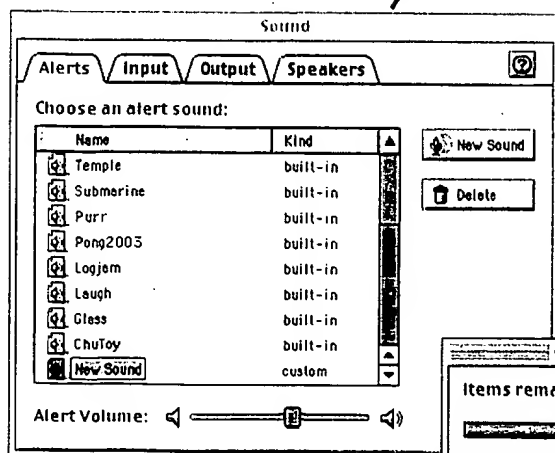 Sound
Alerts Input Output Speakers
Choose an alert sound:
Name Kind
Temple built-in
Submarine built-in
Purr built-in
Pong2003 built-in
Logjam built-in
Laugh built-in
Glass built-in
ChuToy built-in
New Sound custom
New Sound
Delete
Alert Volume:
Items rema